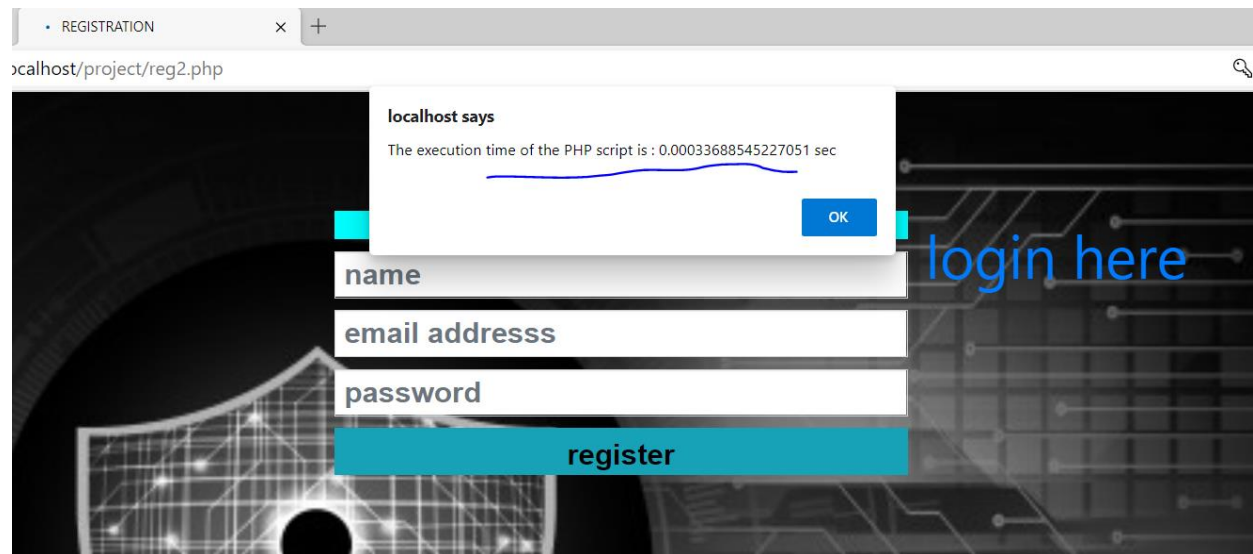 REGISTRATION
ocalhost/project/reg2.php
localhost says
The execution time of the PHP script is : 0.00033688545227051 sec
OK
login here
name
email addresss
password
register